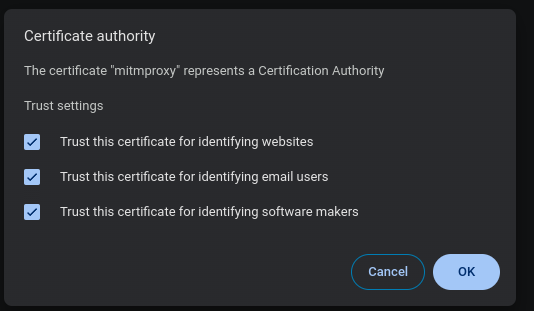 Certificate authority
The certificate "mitmproxy" represents a Certification Authority
Trust settings
Trust this certificate for identifying websites
Trust this certificate for identifying email users
Trust this certificate for identifying software makers
Cancel OK